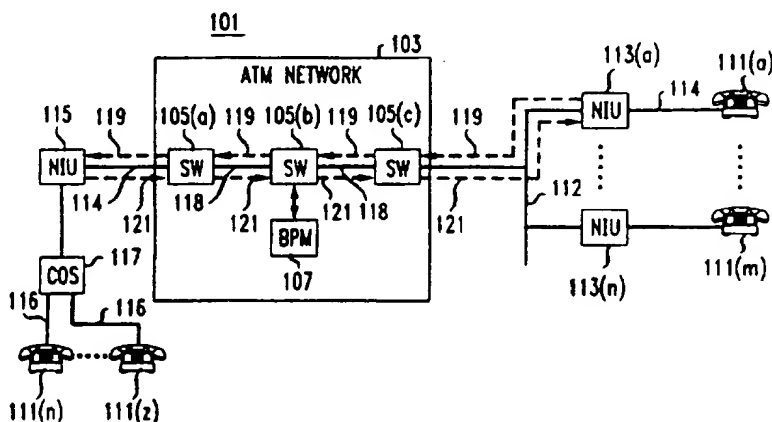 101
103
ATM NETWORK
113(a)
111(a)
115
119
105(a)
119
105(b)
119
105(c)
119
NIU
114
NIU
SW
SW
SW
114
121
118
121
121
118
121
112
BPM
107
NIU
COS
117
113(n)
111(m)
116
116
111(n)
111(z)